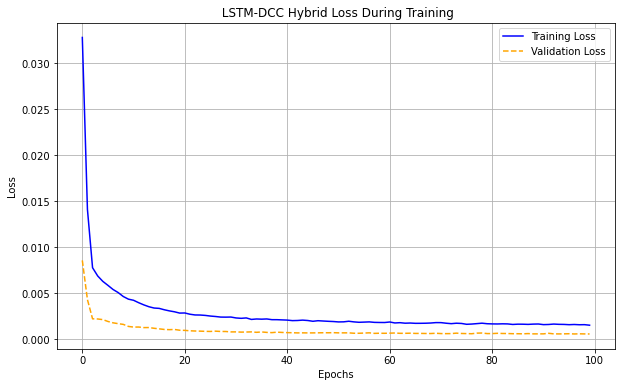 LSTM-DCC Hybrid Loss During Training
Training Loss
Validation Loss
0.030
0.025
0.020
0.015
0.010
0.005
0.000
Loss
0 20 40 60 80 100
Epochs